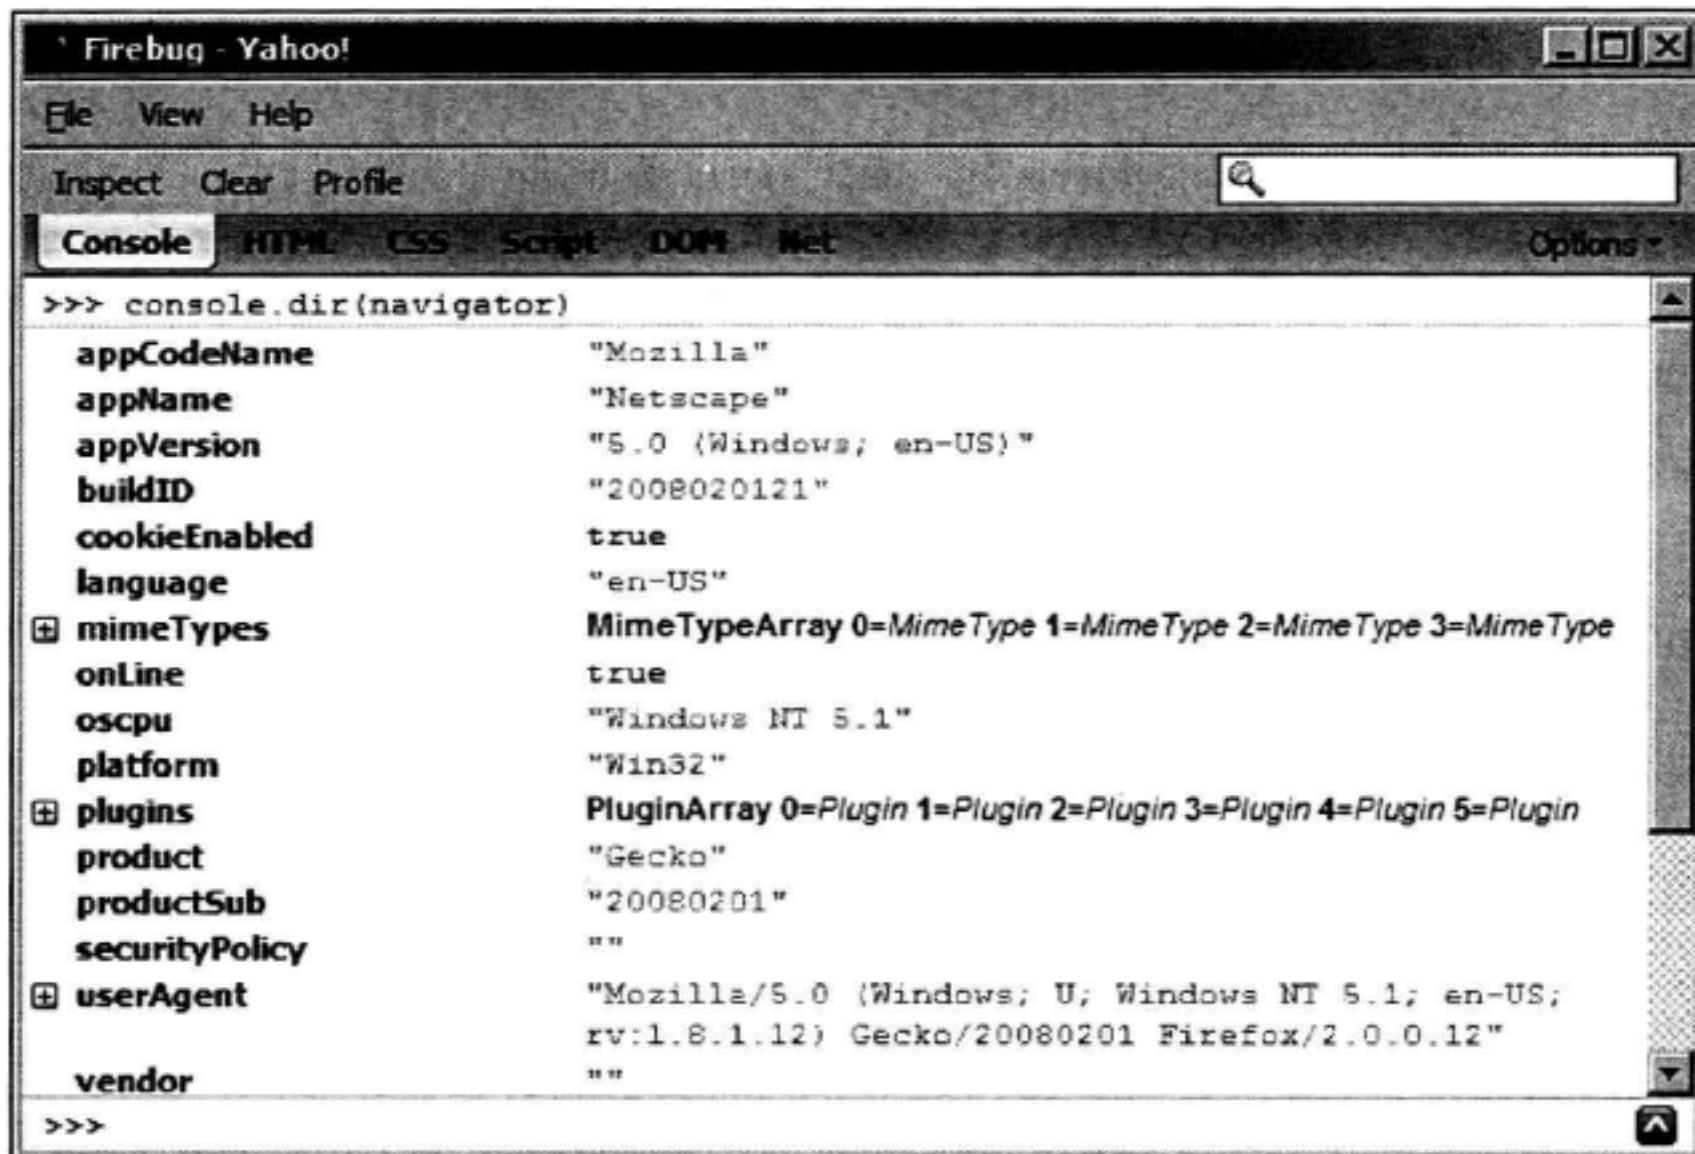 Firebug - Yahoo!
File View Help
Inspect Clear Profile
Console HTML CSS Script DOM Net Options
>>> console.dir(navigator)
appCodeName "Mozilla"
appName "Netscape"
appVersion "5.0 (Windows; en-US)"
buildID "2008020121"
cookieEnabled true
language "en-US"
mimeTypes MimeTypeArray 0=MimeType 1=MimeType 2=MimeType 3=MimeType
onLine true
oscpu "Windows NT 5.1"
platform "Win32"
plugins PluginArray 0=Plugin 1=Plugin 2=Plugin 3=Plugin 4=Plugin 5=Plugin
product "Gecko"
productSub "20080201"
securityPolicy ""
userAgent "Mozilla/5.0 (Windows; U; Windows NT 5.1; en-US;
rv:1.8.1.12) Gecko/20080201 Firefox/2.0.0.12"
vendor ""
>>>